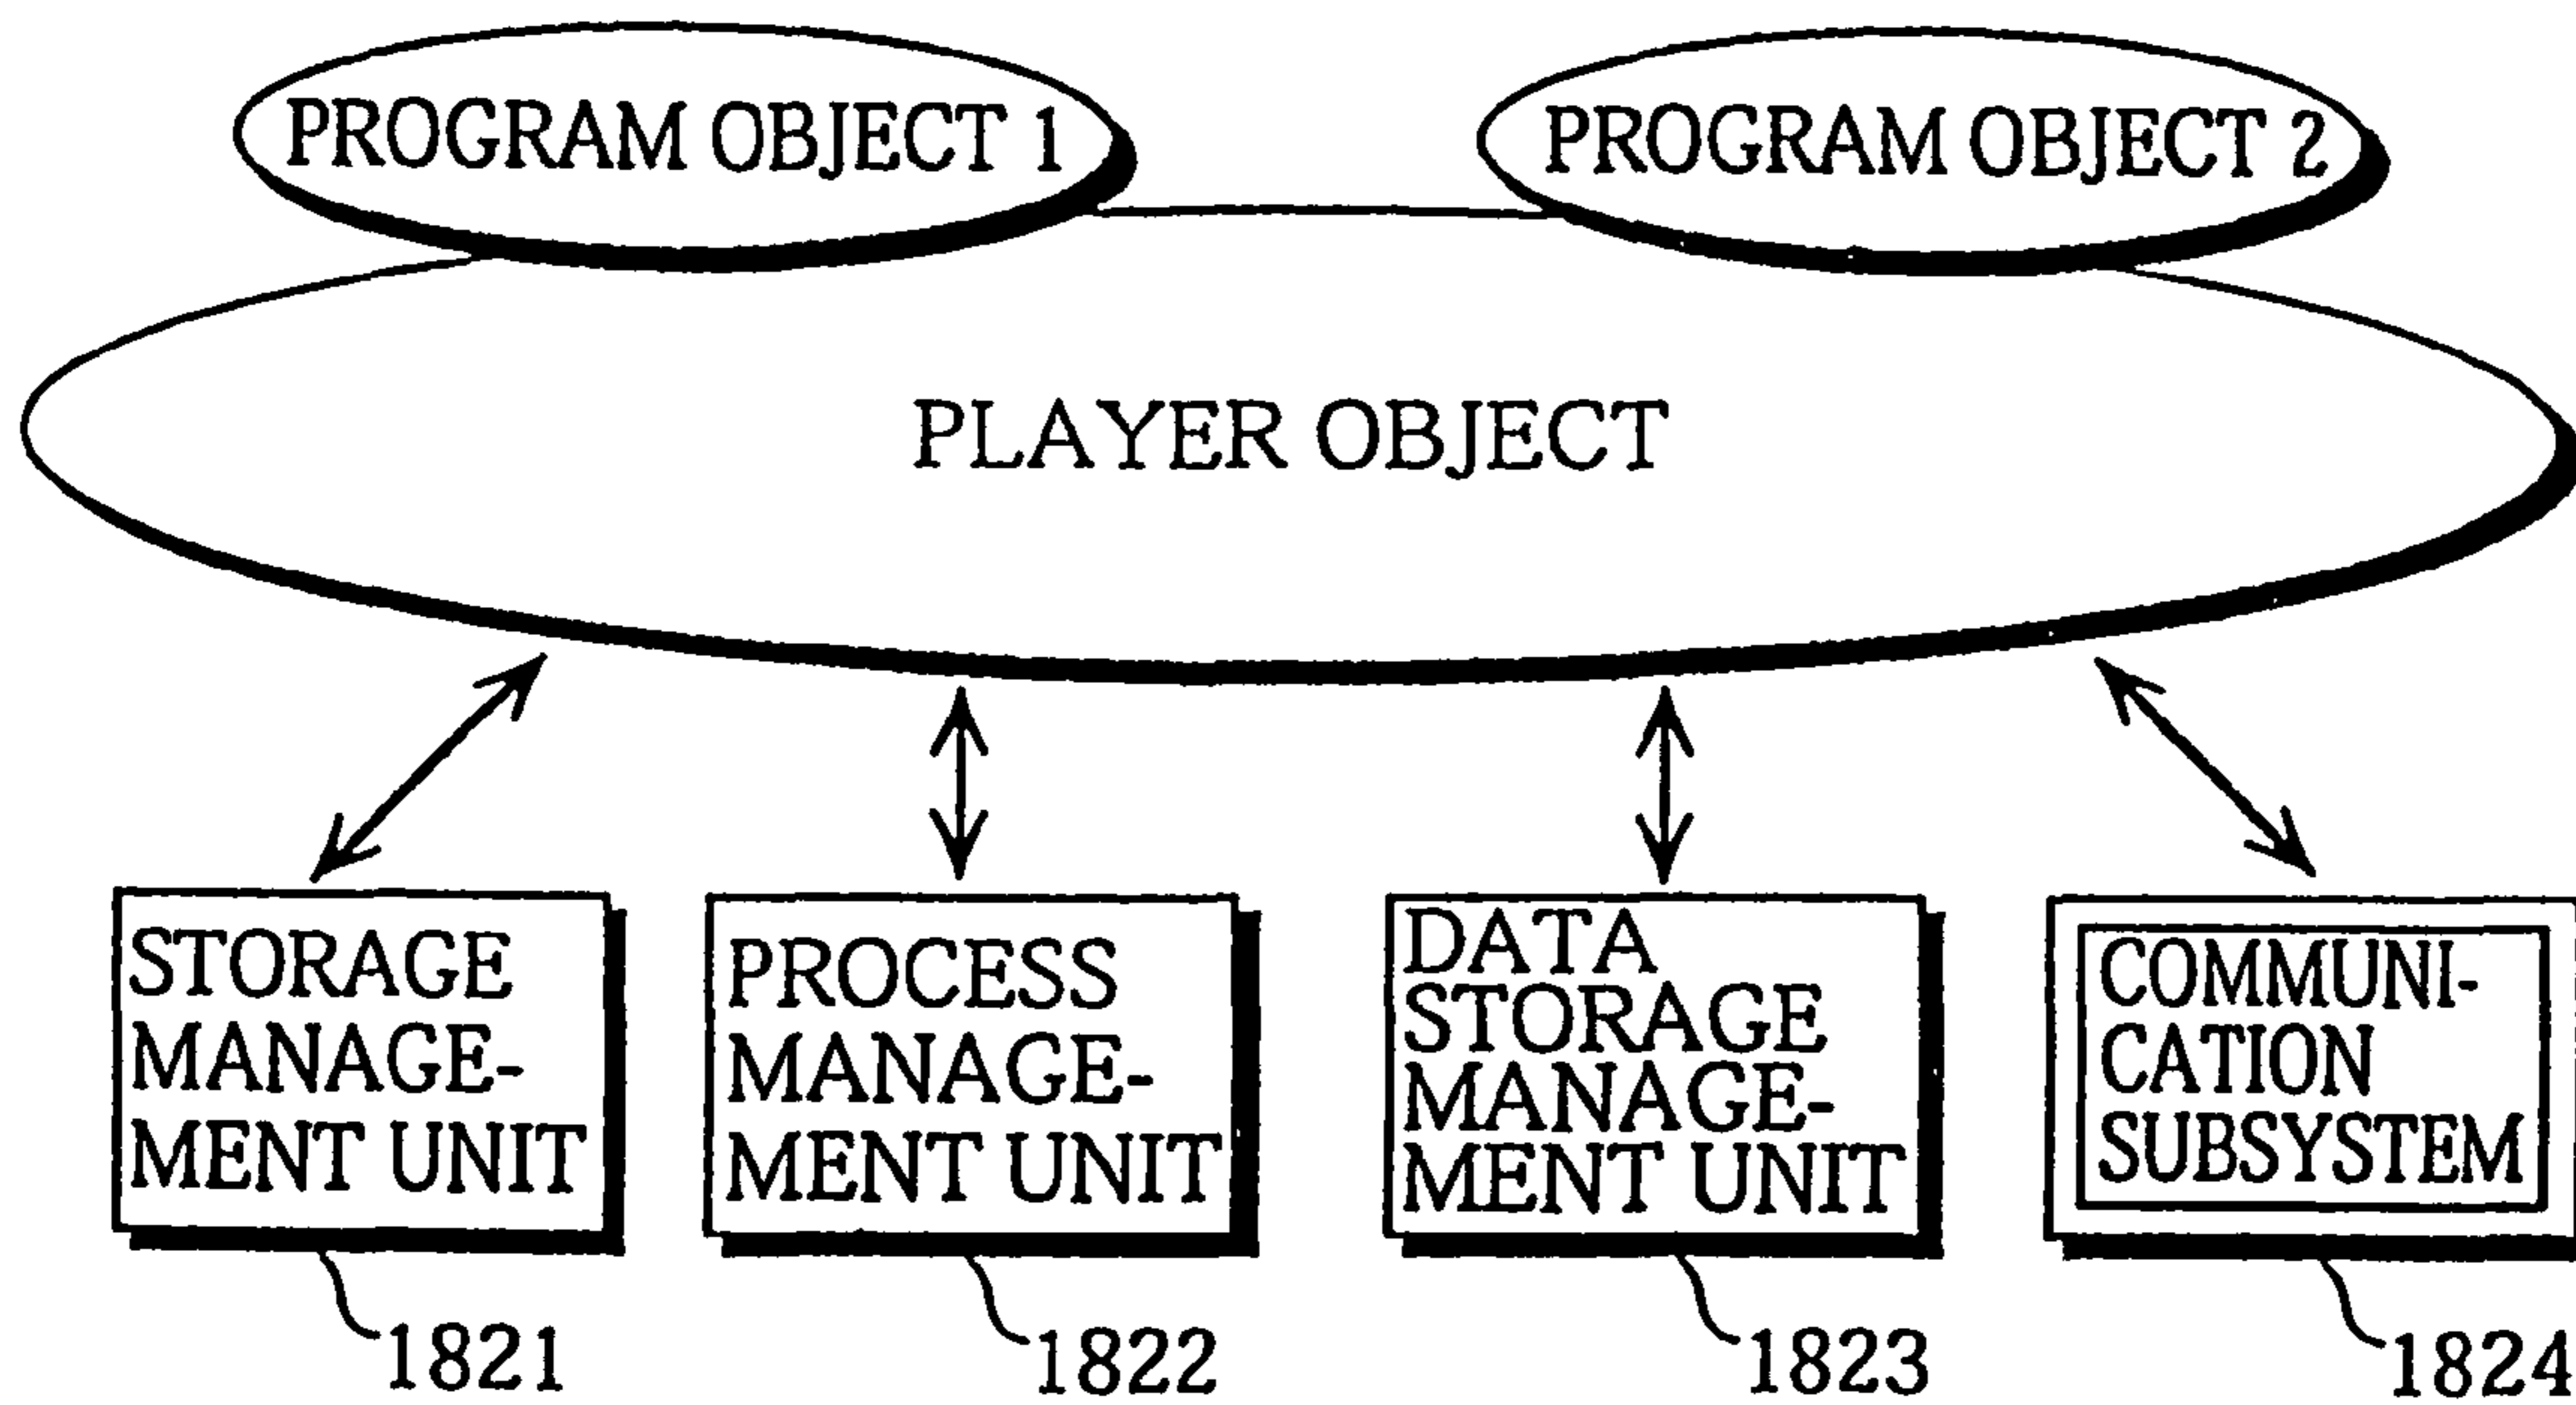 PROGRAM OBJECT 1
PROGRAM OBJECT 2
PLAYER OBJECT
STORAGE
MANAGE-
MENT UNIT
PROCESS
MANAGE-
MENT UNIT
DATA
STORAGE
MANAGE-
MENT UNIT
COMMUNI-
CATION
SUBSYSTEM
1821
1822
1823
1824